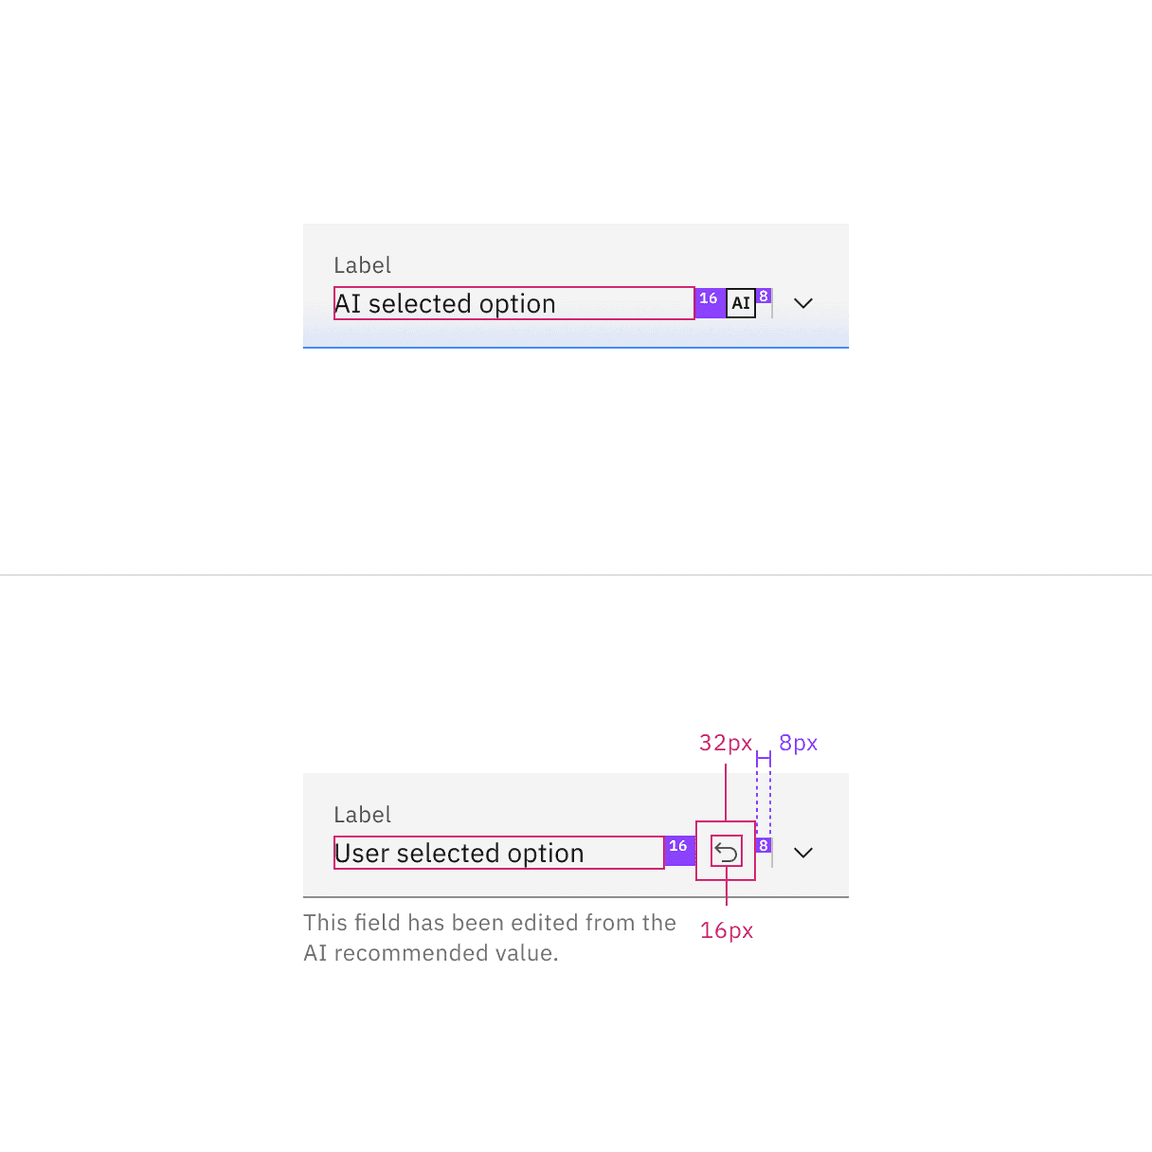 Label
AI selected option
16
AI
8
32px
8px
Label
User selected option
16
8
This field has been edited from the
16px
AI recommended value.